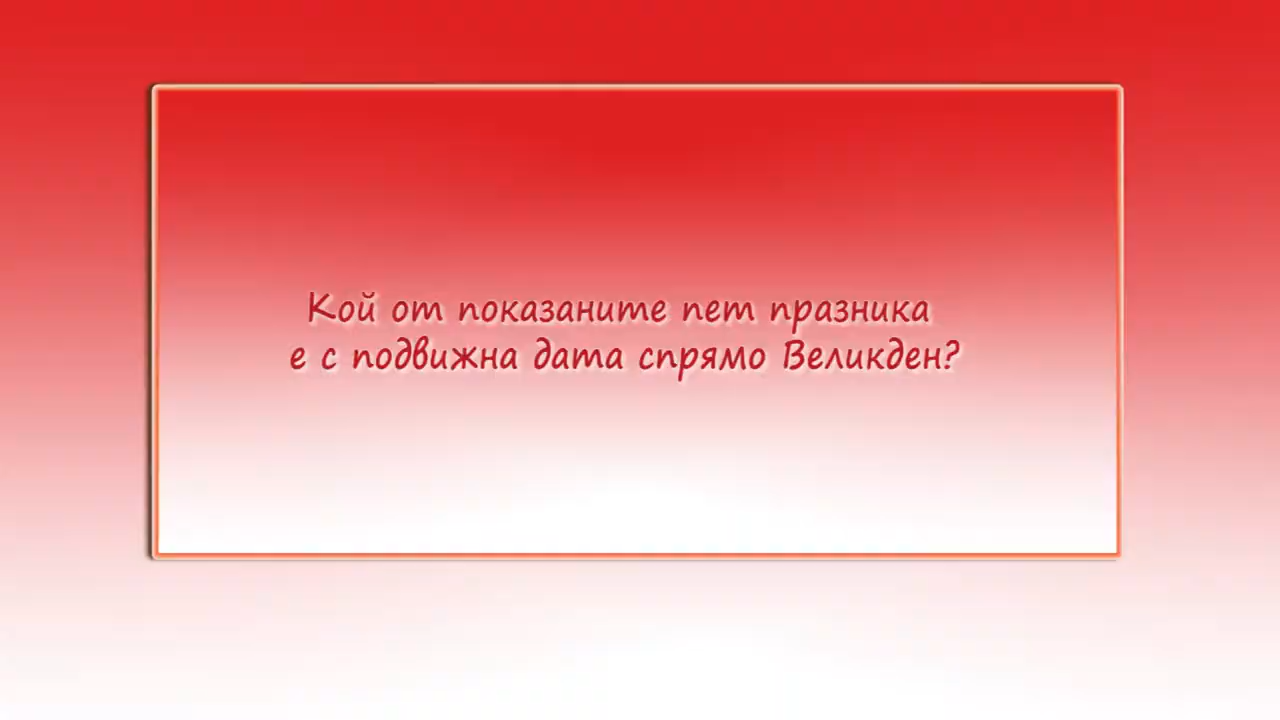 Кой от показаните пет празника
е с подвижна дата спрямо Великден?